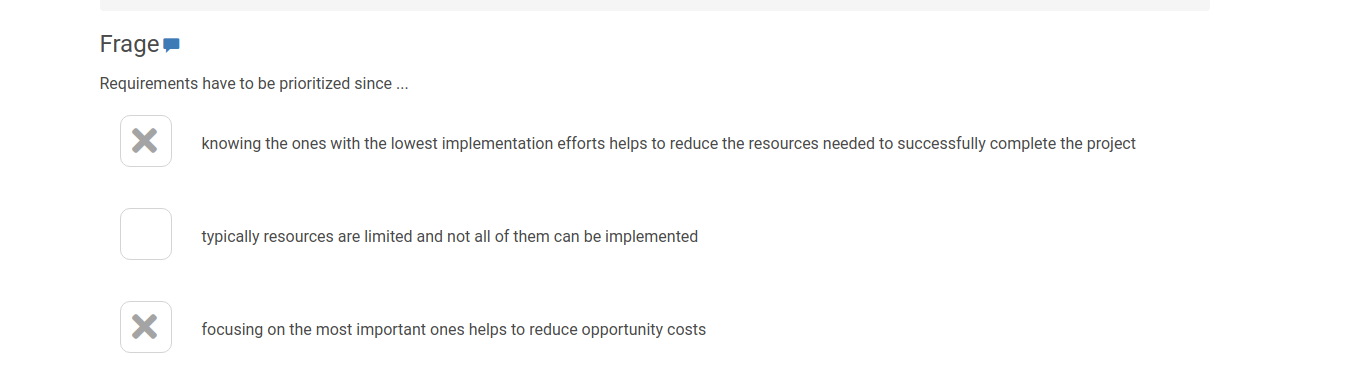 Frage
Requirements have to be prioritized since ...
knowing the ones with the lowest implementation efforts helps to reduce the resources needed to successfully complete the project
typically resources are limited and not all of them can be implemented
focusing on the most important ones helps to reduce opportunity costs